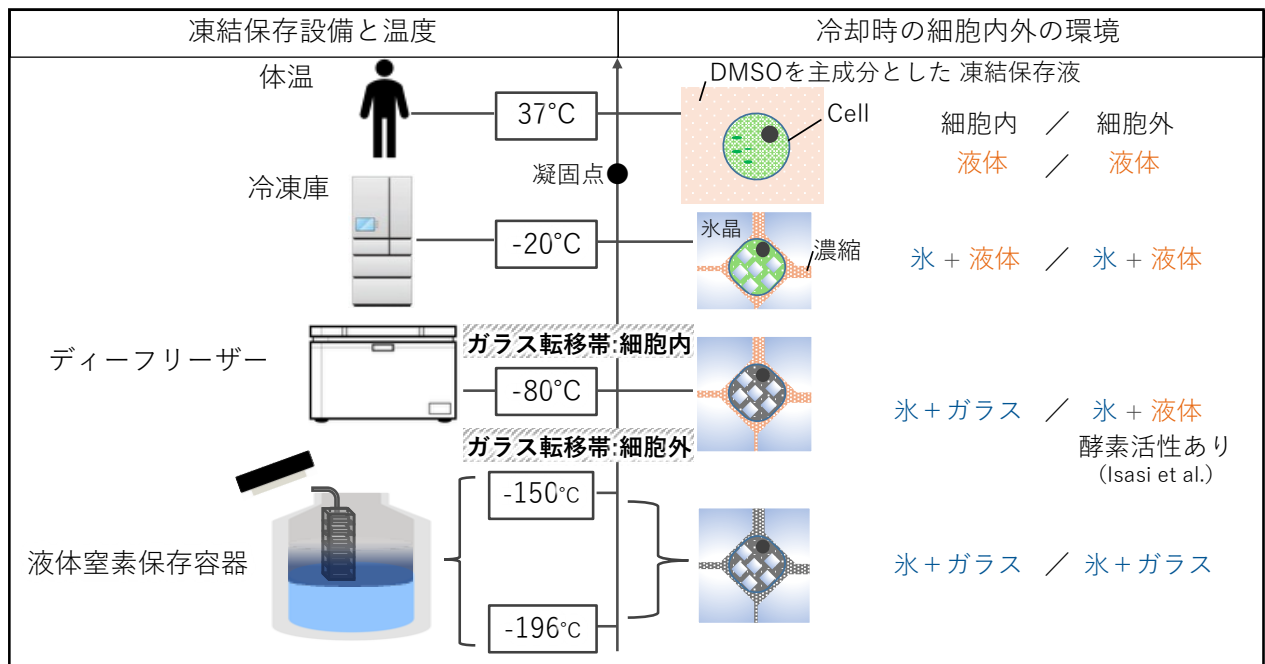 凍結保存設備と温度
冷却時の細胞内外の環境
体温
37°C
DMSOを主成分とした 凍結保存液
Cell
細胞内 / 細胞外
液体 / 液体
凝固点
冷凍庫
-20°C
氷晶
濃縮
氷 + 液体 / 氷 + 液体
ガラス転移帯:細胞内
ディーフリーザー
-80°C
氷+ガラス / 氷 + 液体
酵素活性あり
(Isasi et al.)
ガラス転移帯:細胞外
-150°C
液体窒素保存容器
氷+ガラス / 氷+ガラス
-196°C